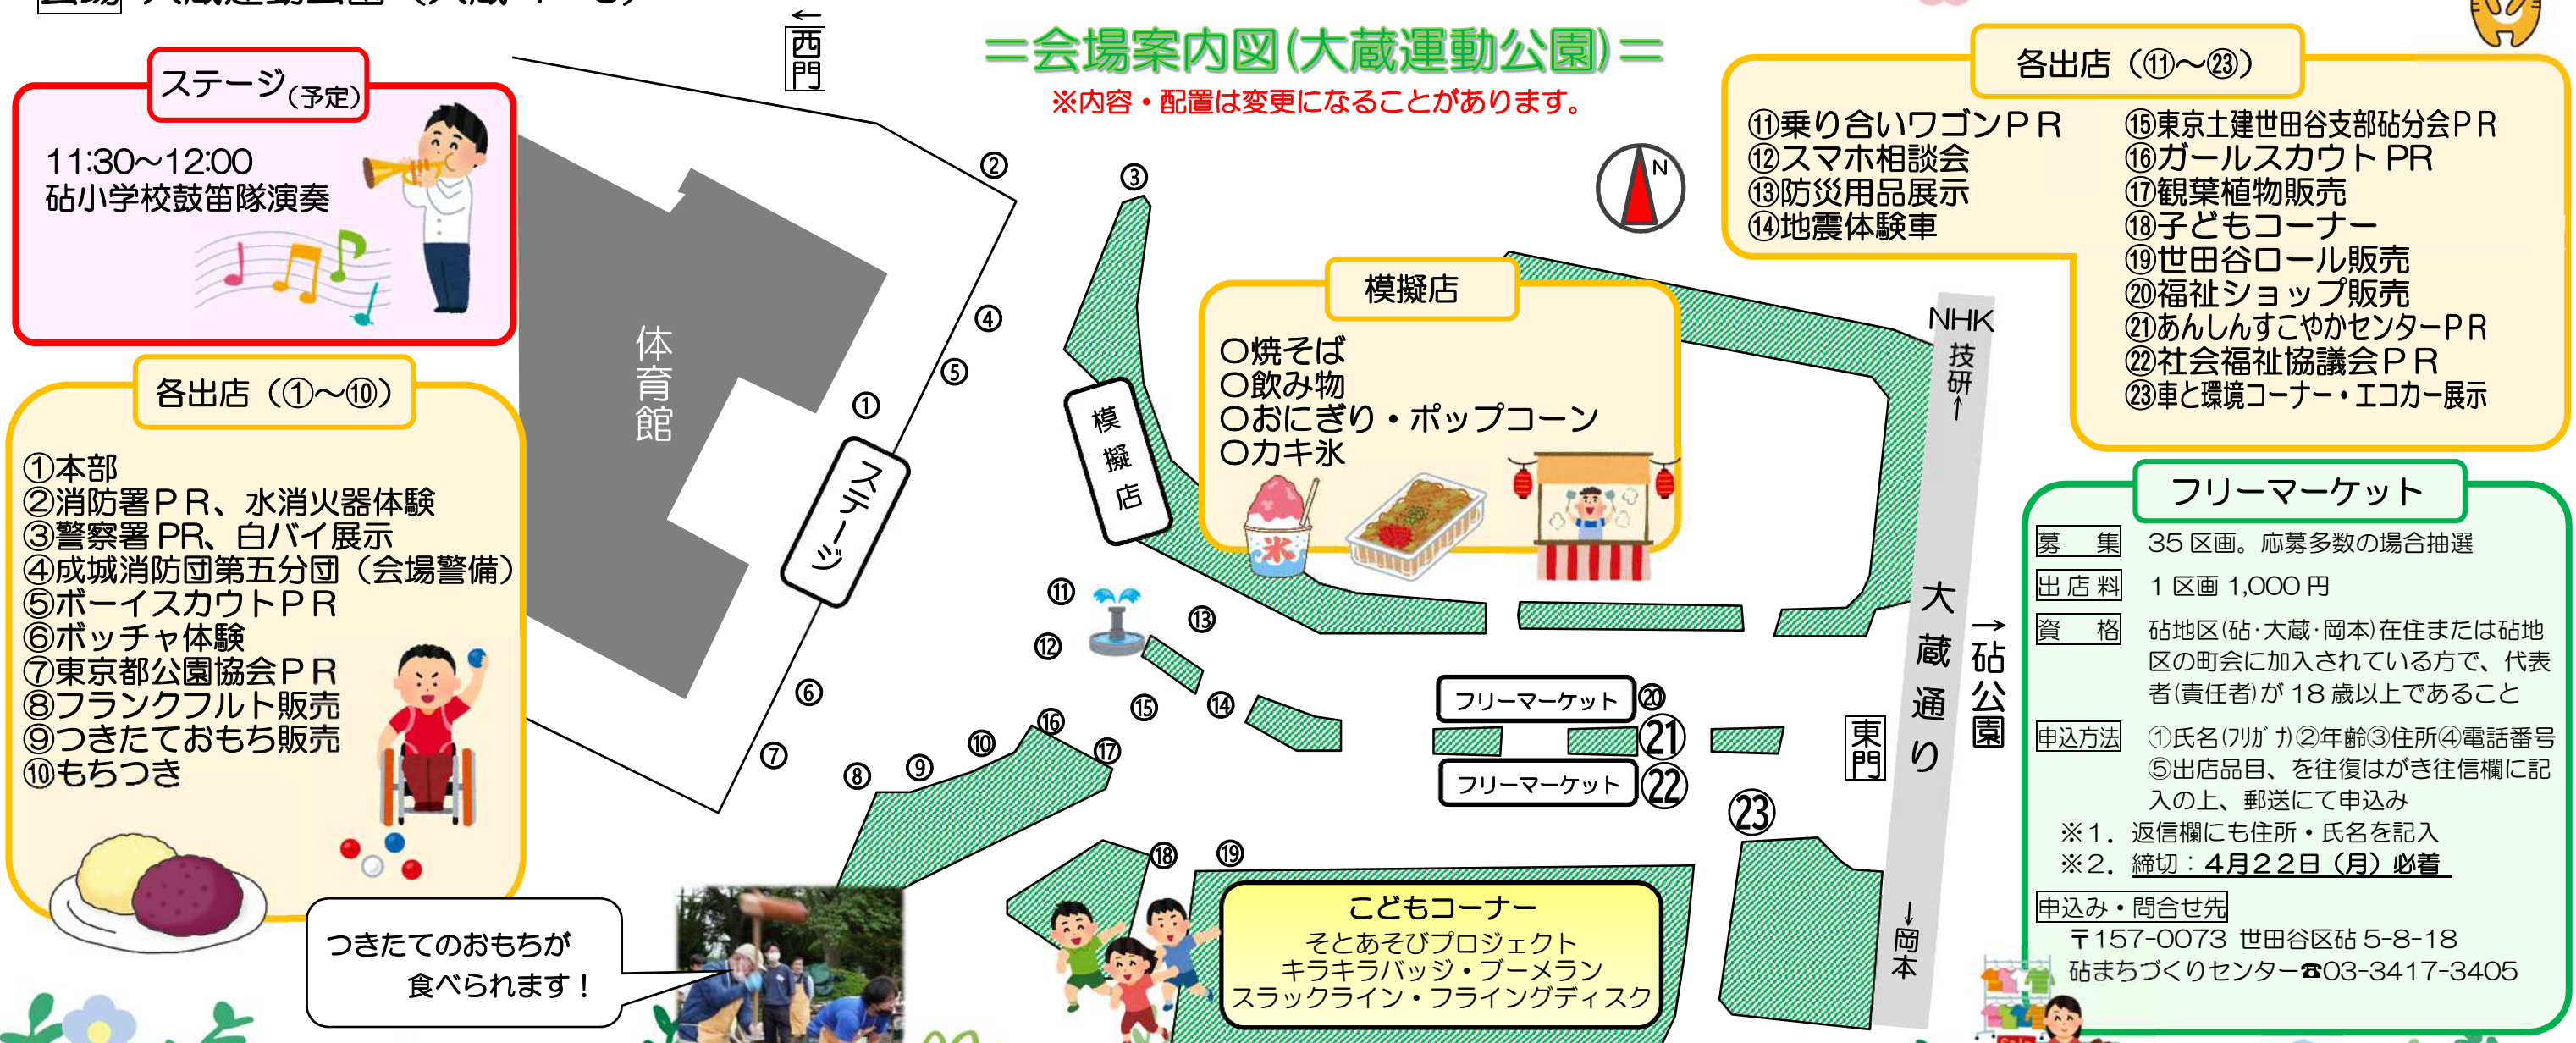 ←
西門
＝会場案内図(大蔵運動公園)＝
※内容・配置は変更になることがあります。
ステージ(予定)
11:30～12:00
砧小学校鼓笛隊演奏
各出店（①～⑩）
①本部
②消防署ＰＲ、水消火器体験
③警察署 PR、白バイ展示
④成城消防団第五分団（会場警備）
⑤ボーイスカウトＰＲ
⑥ボッチャ体験
⑦東京都公園協会ＰＲ
⑧フランクフルト販売
⑨つきたておもち販売
⑩もちつき
つきたてのおもちが
食べられます！
体育館
ステージ
模擬店
①
②
③
④
⑤
⑥
⑦
⑧
⑨
⑩
⑪
⑫
⑬
⑭
⑮
⑯
⑰
⑱
⑲
N
模擬店
〇焼そば
〇飲み物
〇おにぎり・ポップコーン
〇カキ氷
氷
フリーマーケット
⑳
㉑
フリーマーケット
㉒
㉓
こどもコーナー
そとあそびプロジェクト
キラキラバッジ・ブーメラン
スラックライン・フライングディスク
NHK
技研→
大蔵通り
→
砧公園
東門
↓岡本
各出店（⑪～㉓）
⑪乗り合いワゴンＰＲ
⑫スマホ相談会
⑬防災用品展示
⑭地震体験車
⑮東京土建世田谷支部砧分会ＰＲ
⑯ガールスカウト PR
⑰観葉植物販売
⑱子どもコーナー
⑲世田谷ロール販売
⑳福祉ショップ販売
㉑あんしんすこやかセンターＰＲ
㉒社会福祉協議会ＰＲ
㉓車と環境コーナー・エコカー展示
フリーマーケット
募集 35 区画。応募多数の場合抽選
出店料 1 区画 1,000 円
資格 砧地区(砧･大蔵･岡本)在住または砧地
区の町会に加入されている方で、代表
者(責任者)が 18 歳以上であること
申込方法 ①氏名(ﾌﾘｶﾞﾅ)②年齢③住所④電話番号
⑤出店品目、を往復はがき往信欄に記
入の上、郵送にて申込み
※１．返信欄にも住所・氏名を記入
※２．締切：４月２２日（月）必着
申込み・問合せ先
〒157-0073 世田谷区砧 5-8-18
砧まちづくりセンター☎03-3417-3405